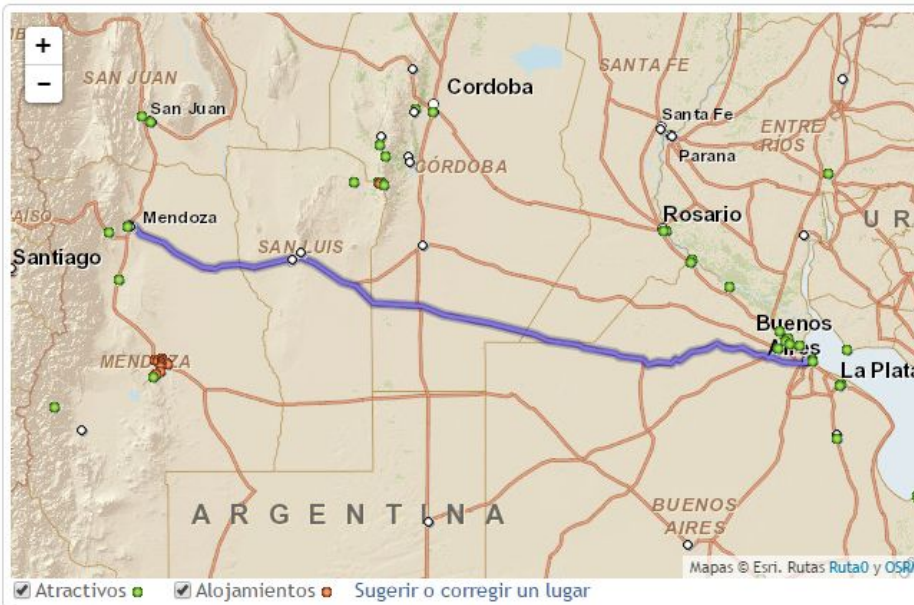 +
−
SAN JUAN
San Juan
Cordoba
CÓRDOBA
SANTA FE
Santa Fe
Parana
ENTRE
RÍOS
Mendoza
Santiago
SAN LUIS
Rosario
MENDOZA
Buenos
Aires
La Plata
ARGENTINA
BUENOS
AIRES
Mapas © Esri. Rutas Ruta0 y
Atractivos
Alojamientos
Sugerir o corregir un lugar